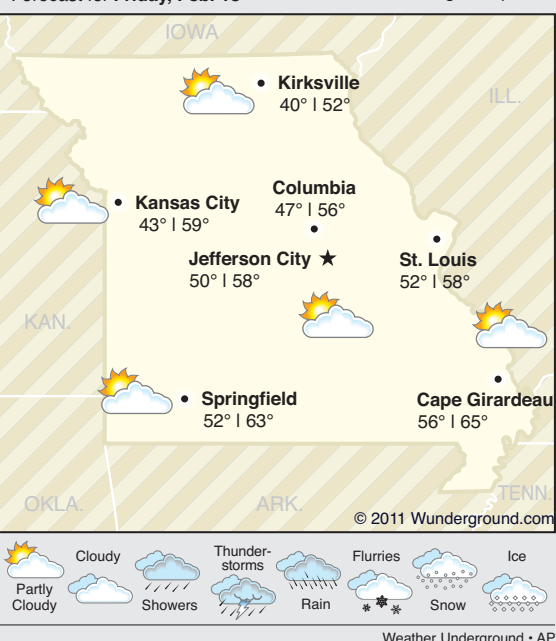 IOWA
Kirksville
40° | 52°
ILL.
Columbia
47° | 56°
Kansas City
43° | 59°
Jefferson City
50° | 58°
St. Louis
52° | 58°
KAN.
Springfield
52° | 63°
Cape Girardeau
56° | 65°
OKLA.
ARK.
TENN.
© 2011 Wunderground.com
Partly
Cloudy
Cloudy
Showers
Thunder-
storms
Rain
Flurries
Snow
Ice
Weather Underground • AP